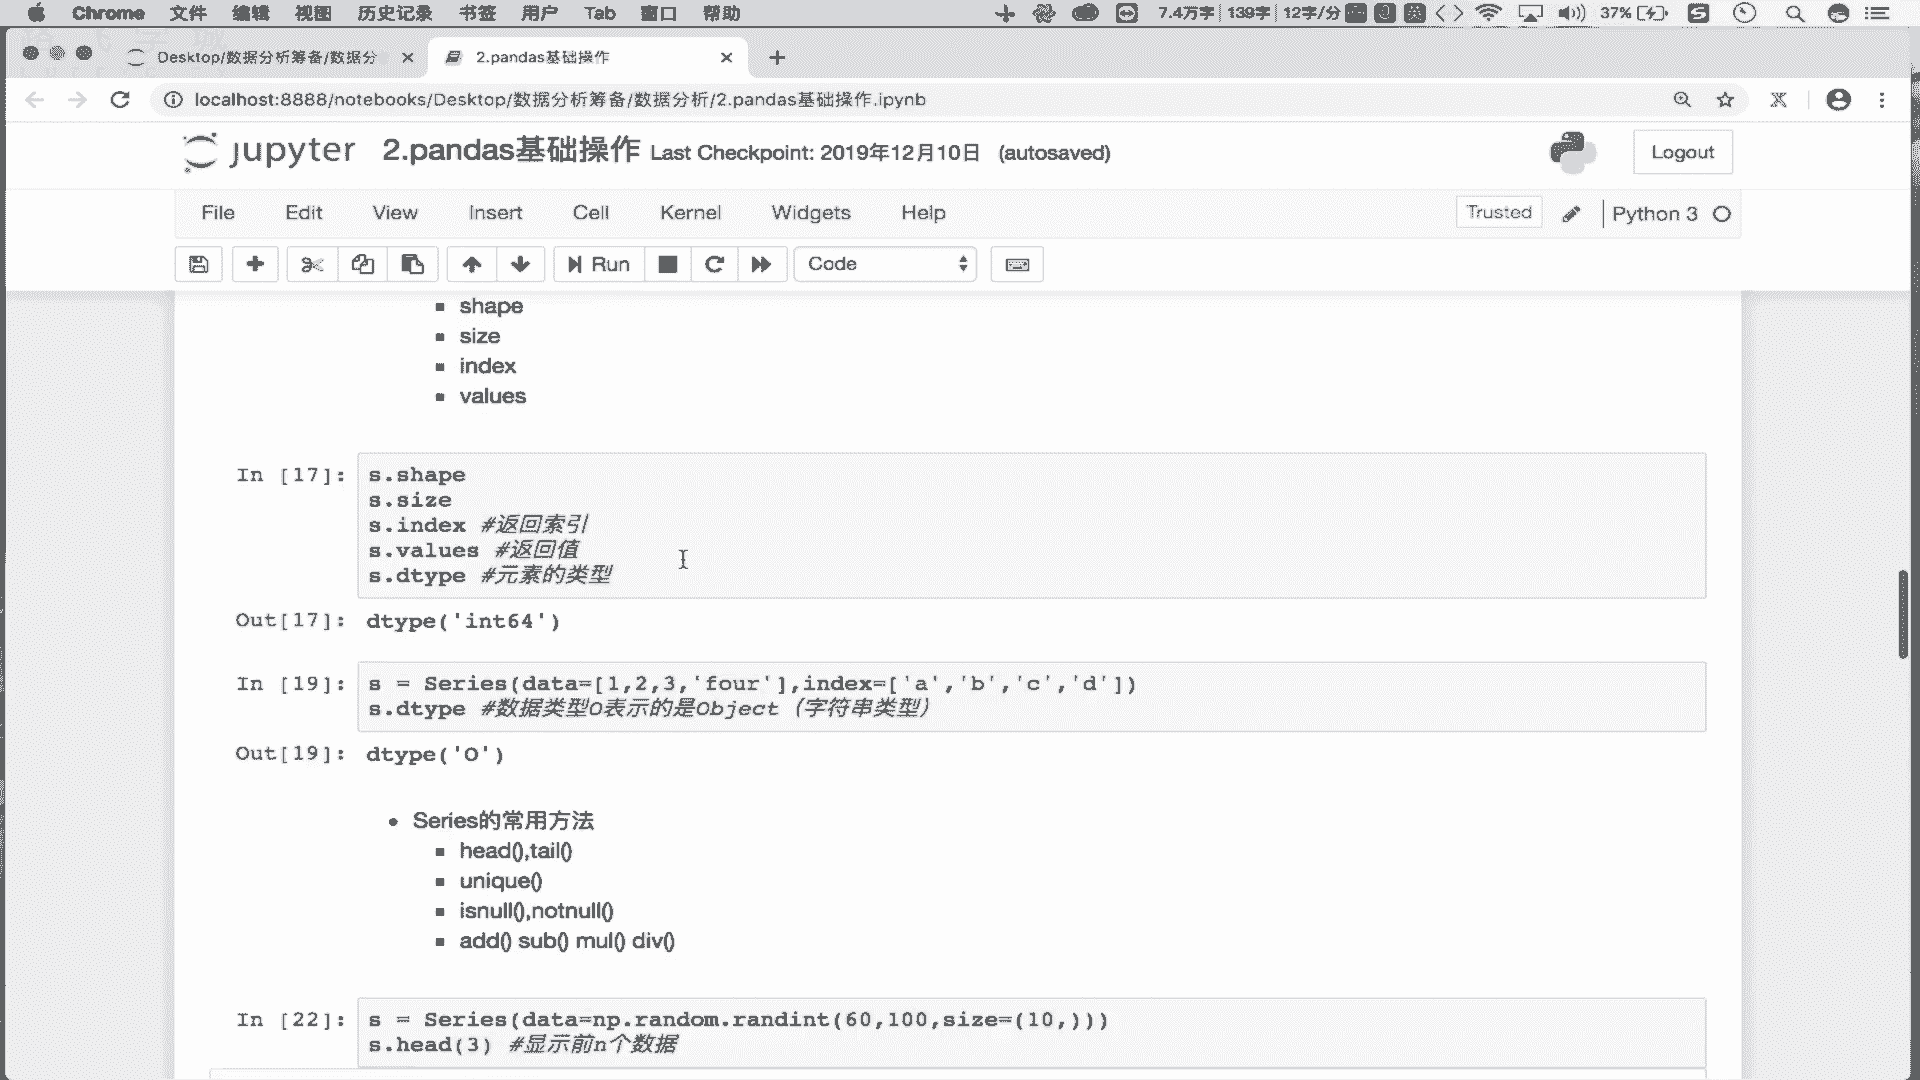 Chrome 文件 编辑 视图 历史记录 书签 用户 Tab 窗口 帮助 7.4万字 139字 12字/分 英 37%
Desktop/数据分析筹备/数据分 2.pandas基础操作
localhost:8888/notebooks/Desktop/数据分析筹备/数据分析/2.pandas基础操作.ipynb
jupyter 2.pandas基础操作 Last Checkpoint: 2019年12月10日 (autosaved) Logout
File Edit View Insert Cell Kernel Widgets Help Trusted Python 3
Run Code
shape
size
index
values
In [17]: s.shape
s.size
s.index #返回索引
s.values #返回值
s.dtype #元素的类型
Out[17]: dtype('int64')
In [19]: s = Series(data=[1,2,3,'four'],index=['a','b','c','d'])
s.dtype #数据类型O表示的是Object（字符串类型）
Out[19]: dtype('O')
Series的常用方法
head(),tail()
unique()
isnull(),notnull()
add() sub() mul() div()
In [22]: s = Series(data=np.random.randint(60,100,size=(10,)))
s.head(3) #显示前n个数据